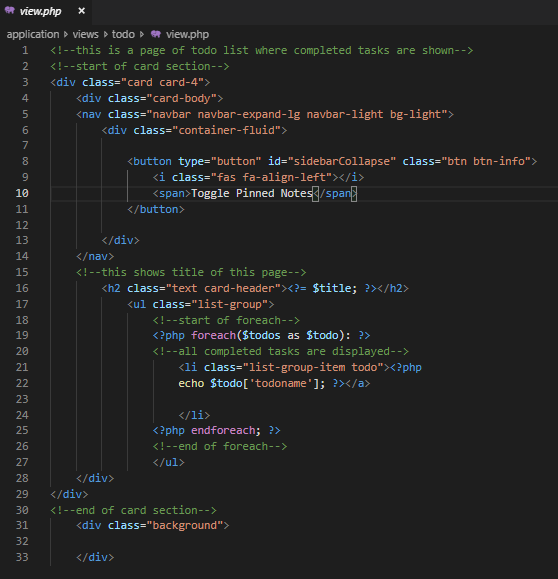 view.php ×
application > views > todo > view.php
1 <!--this is a page of todo list where completed tasks are shown-->
2 <!--start of card section-->
3 <div class="card card-4">
4 <div class="card-body">
5 <nav class="navbar navbar-expand-lg navbar-light bg-light">
6 <div class="container-fluid">
7
8 <button type="button" id="sidebarCollapse" class="btn btn-info">
9 <i class="fas fa-align-left"></i>
10 <span>Toggle Pinned Notes</span>
11 </button>
12
13 </div>
14 </nav>
15 <!--this shows title of this page-->
16 <h2 class="text card-header"><?= $title; ?></h2>
17 <ul class="list-group">
18 <!--start of foreach-->
19 <?php foreach($todos as $todo): ?>
20 <!--all completed tasks are displayed-->
21 <li class="list-group-item todo"><?php
22 echo $todo['todoname']; ?></a>
23
24 </li>
25 <?php endforeach; ?>
26 <!--end of foreach-->
27 </ul>
28 </div>
29 </div>
30 <!--end of card section-->
31 <div class="background">
32
33 </div>